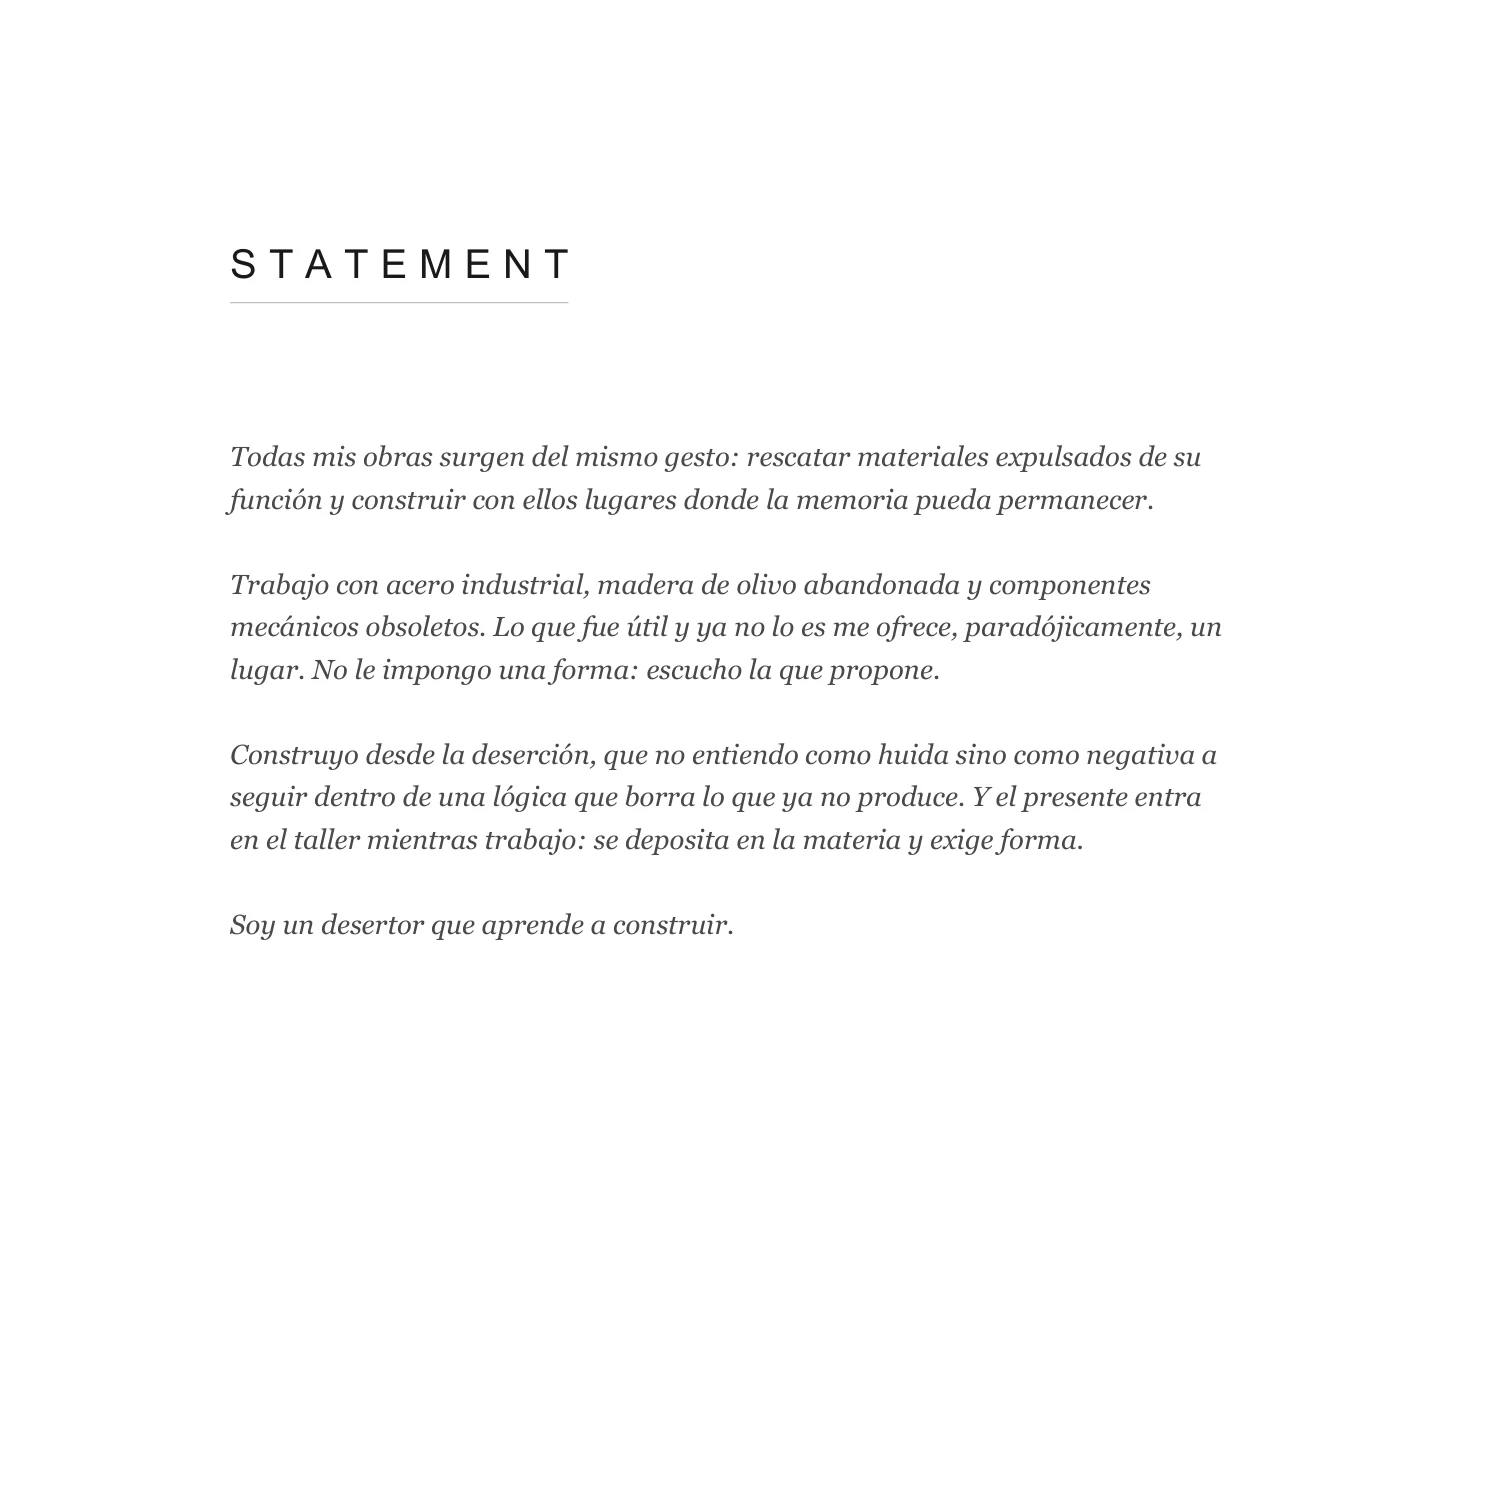 STATEMENT
Todas mis obras surgen del mismo gesto: rescatar materiales expulsados de su
función y construir con ellos lugares donde la memoria pueda permanecer.
Trabajo con acero industrial, madera de olivo abandonada y componentes
mecánicos obsoletos. Lo que fue útil y ya no lo es me ofrece, paradójicamente, un
lugar. No le impongo una forma: escucho la que propone.
Construyo desde la deserción, que no entiendo como huida sino como negativa a
seguir dentro de una lógica que borra lo que ya no produce. Y el presente entra
en el taller mientras trabajo: se deposita en la materia y exige forma.
Soy un desertor que aprende a construir.